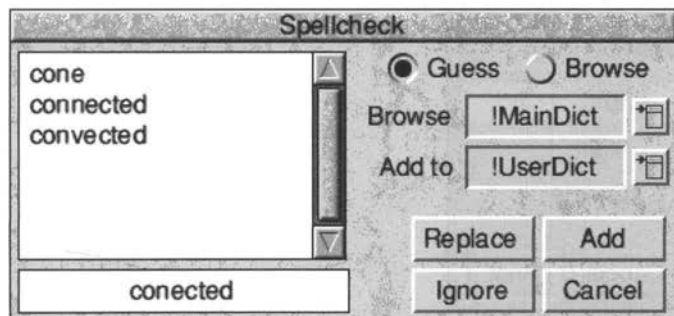 Spellcheck
cone
connected
convected
conected
Guess Browse
Browse !MainDict
Add to !UserDict
Replace Add
Ignore Cancel